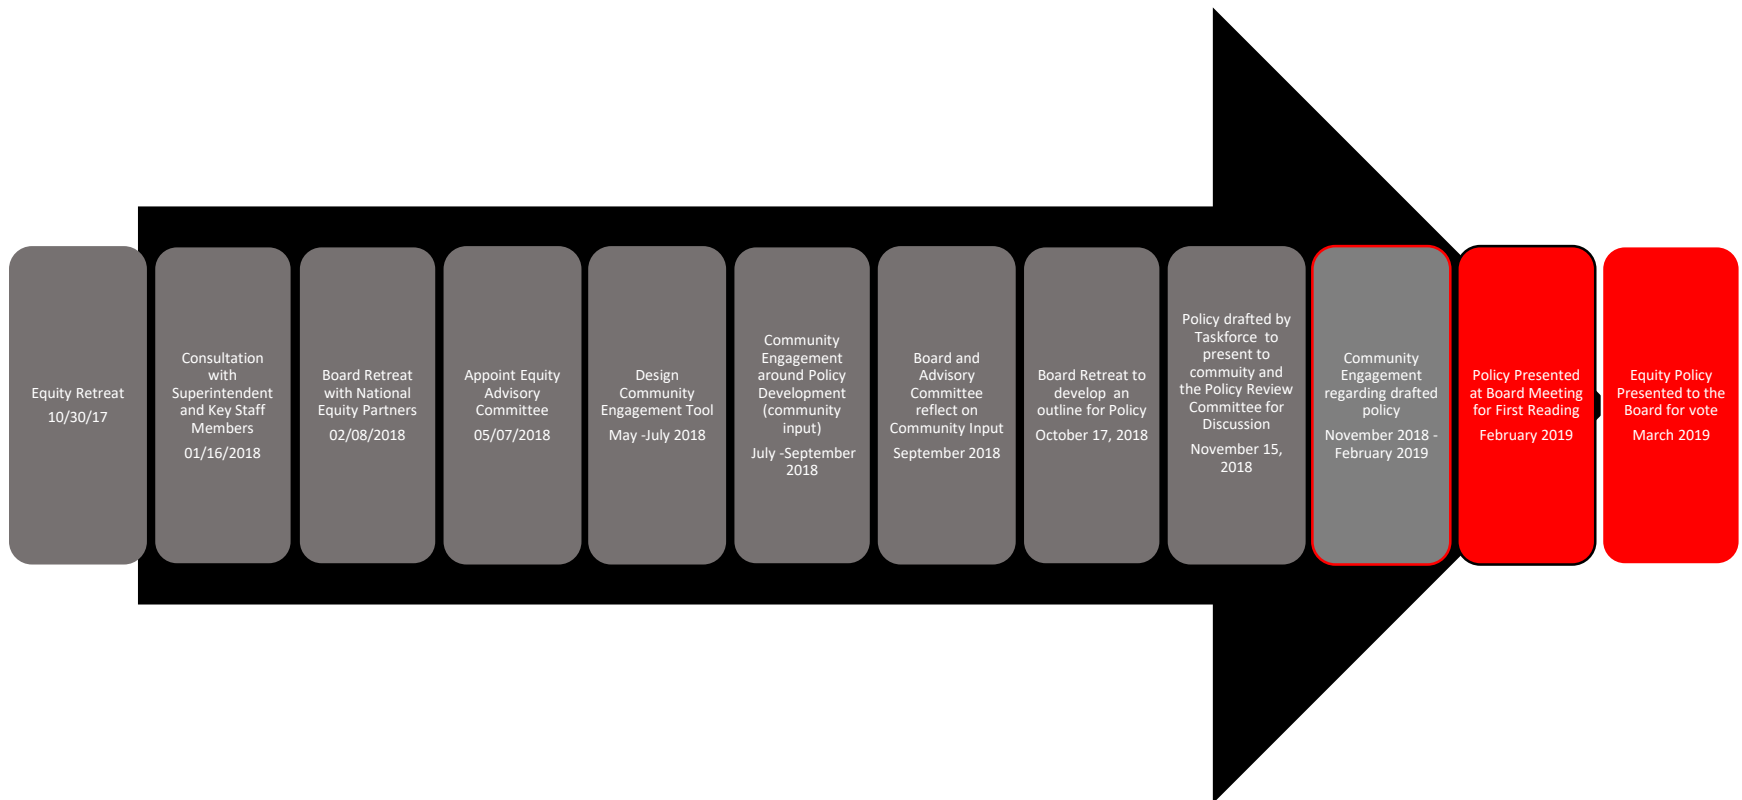 Equity Retreat
10/30/17
Consultation
with
Superintendent
and Key Staff
Members
01/16/2018
Board Retreat
with National
Equity Partners
02/08/2018
Appoint Equity
Advisory
Committee
05/07/2018
Design
Community
Engagement Tool
May -July 2018
Community
Engagement
around Policy
Development
(community
input)
July -September
2018
Board and
Advisory
Committee
reflect on
Community Input
September 2018
Board Retreat to
develop  an
outline for Policy
October 17, 2018
Policy drafted by
Taskforce  to
present to
commuity and
the Policy Review
Committee for
Discussion
November 15,
2018
Community
Engagement
regarding drafted
policy
November 2018 -
February 2019
Policy Presented
at Board Meeting
for First Reading
February 2019
Equity Policy
Presented to the
Board for vote
March 2019